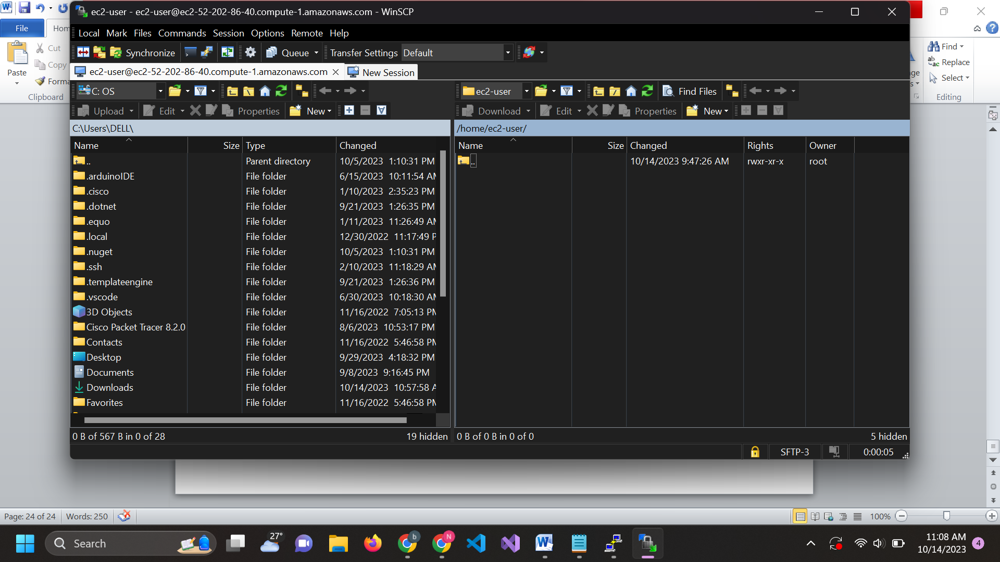 ec2-user - ec2-user@ec2-52-202-86-40.compute-1.amazonaws.com - WinSCP
File
Cut
Copy
Paste
Clipboard
Local Mark Files Commands Session Options Remote Help
Synchronize Queue Transfer Settings Default
ec2-user@ec2-52-202-86-40.compute-1.amazonaws.com New Session
C: OS
ec2-user Find Files
Upload Edit Properties New
Download Edit Properties New
Find
Replace
Select
Editing
C:\Users\DELL\
Name Size Type Changed
.. Parent directory 10/5/2023 1:10:31 PM
.arduinoIDE File folder 6/15/2023 10:11:54 AM
.cisco File folder 1/10/2023 2:35:23 PM
.dotnet File folder 9/21/2023 1:26:35 PM
.equo File folder 1/11/2023 11:26:49 AM
.local File folder 12/30/2022 11:17:49 P
.nuget File folder 10/5/2023 1:10:31 PM
.ssh File folder 2/10/2023 11:18:29 AM
.templateengine File folder 9/21/2023 1:26:36 PM
.vscode File folder 6/30/2023 10:18:30 AM
3D Objects File folder 11/16/2022 7:05:13 PM
Cisco Packet Tracer 8.2.0 File folder 8/6/2023 10:53:17 PM
Contacts File folder 11/16/2022 5:46:58 PM
Desktop File folder 9/29/2023 4:18:32 PM
Documents File folder 9/8/2023 9:16:45 PM
Downloads File folder 10/14/2023 10:57:58 A
Favorites File folder 11/16/2022 5:46:58 PM
0 B of 567 B in 0 of 28 19 hidden
/home/ec2-user/
Name Size Changed Rights Owner
.. 10/14/2023 9:47:26 AM rwxr-xr-x root
0 B of 0 B in 0 of 0 5 hidden
SFTP-3 0:00:05
Page: 24 of 24 Words: 250 100%
Search 27° 11:08 AM
10/14/2023 4